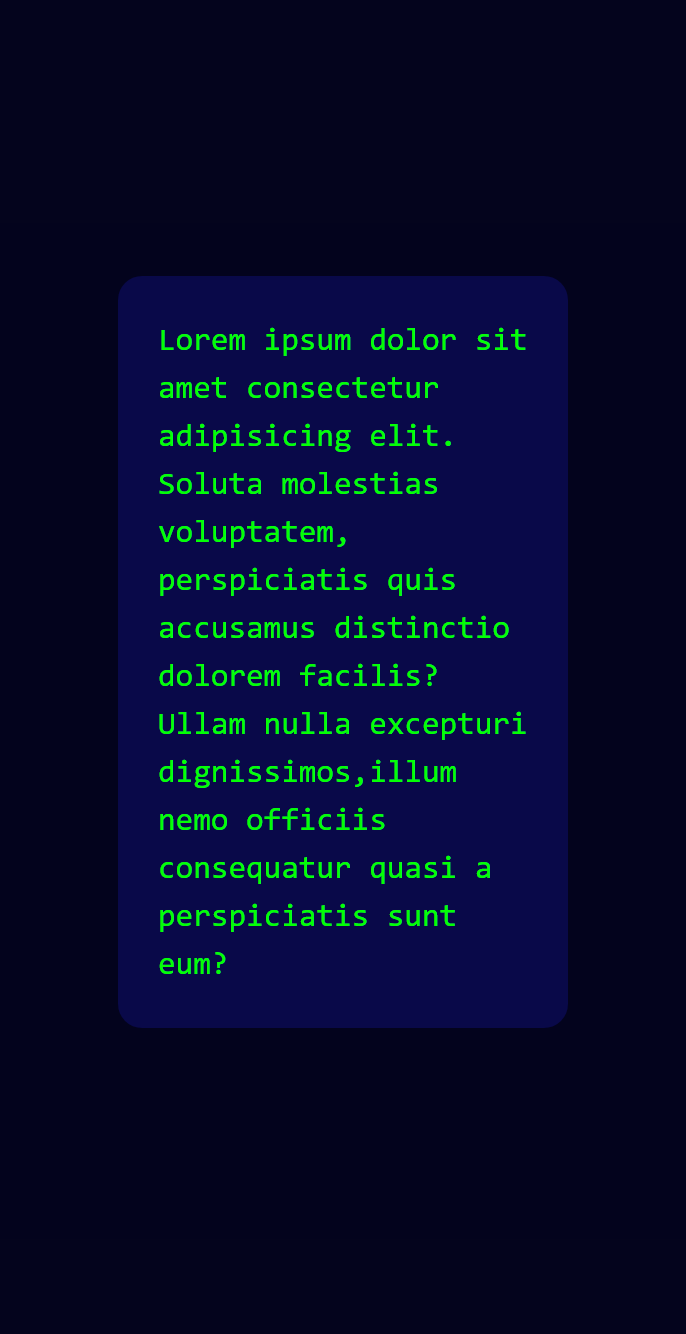 Lorem ipsum dolor sit
amet consectetur
adipisicing elit.
Soluta molestias
voluptatem,
perspiciatis quis
accusamus distinctio
dolorem facilis?
Ullam nulla excepturi
dignissimos,illum
nemo officiis
consequatur quasi a
perspiciatis sunt
eum?